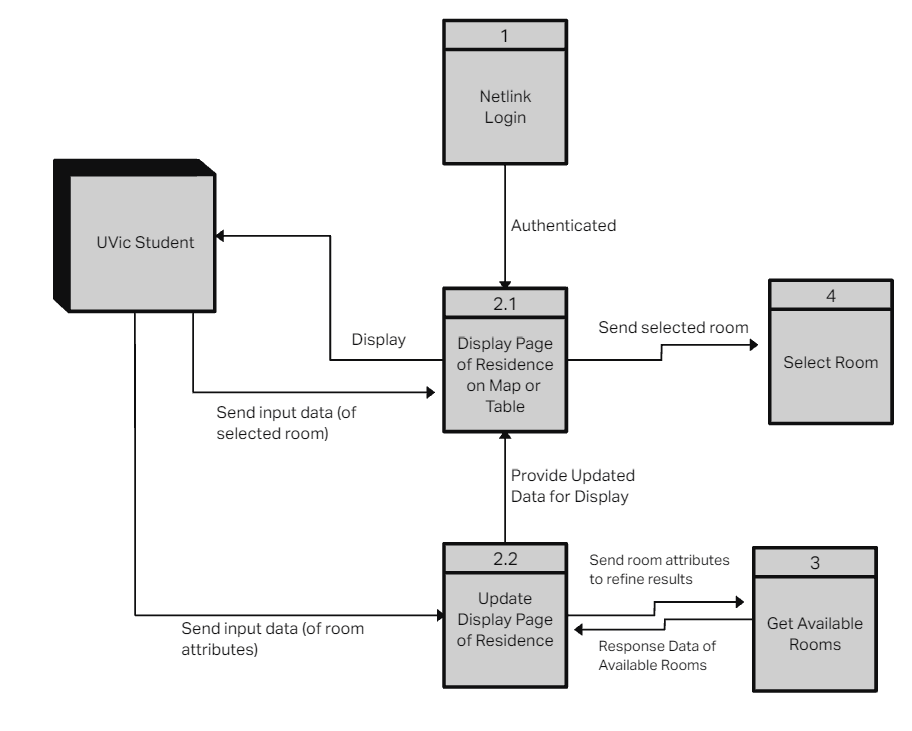 1
Netlink
Login
Authenticated
UVic Student
Display
2.1
Display Page
of Residence
on Map or
Table
Send selected room
4
Select Room
Send input data (of
selected room)
Provide Updated
Data for Display
2.2
Update
Display Page
of Residence
Send room attributes
to refine results
3
Get Available
Rooms
Send input data (of room
attributes)
Response Data of
Available Rooms